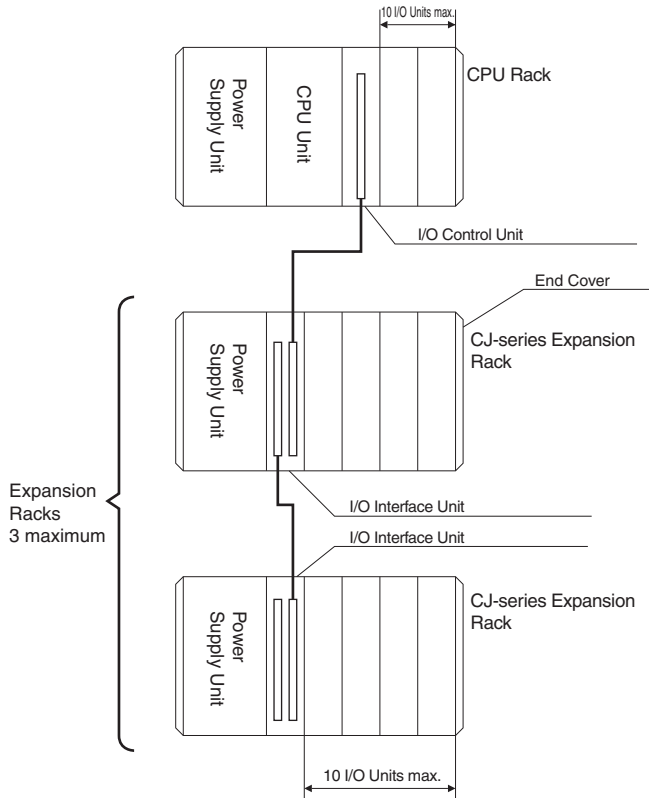 10 I/O Units max.
CPU Rack
Power
Supply Unit
CPU Unit
I/O Control Unit
End Cover
CJ-series Expansion
Rack
Power
Supply Unit
Expansion
Racks
3 maximum
I/O Interface Unit
I/O Interface Unit
CJ-series Expansion
Rack
Power
Supply Unit
10 I/O Units max.